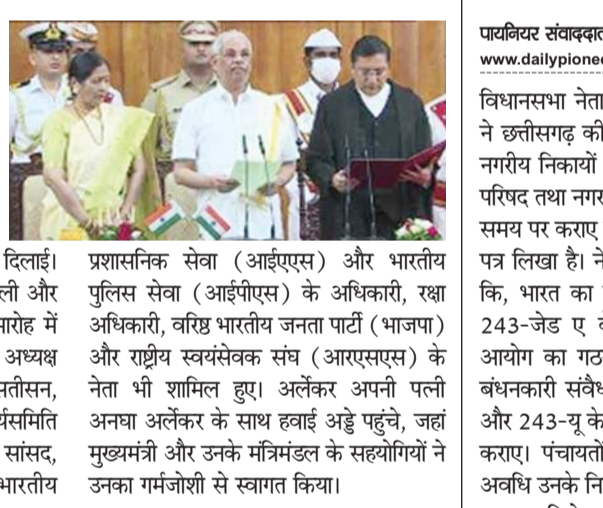 दिलाई।
ली और
ारोह में
अध्यक्ष
सतीसन,
र्यसमिति
सांसद,
भारतीय
प्रशासनिक सेवा (आईएएस) और भारतीय
पुलिस सेवा (आईपीएस) के अधिकारी, रक्षा
अधिकारी, वरिष्ठ भारतीय जनता पार्टी (भाजपा)
और राष्ट्रीय स्वयंसेवक संघ (आरएसएस) के
नेता भी शामिल हुए। अर्लेकर अपनी पत्नी
अनघा अर्लेकर के साथ हवाई अड्डे पहुंचे, जहां
मुख्यमंत्री और उनके मंत्रिमंडल के सहयोगियों ने
उनका गर्मजोशी से स्वागत किया।
पायनियर संवाददात
www.dailypionee
विधानसभा नेता
ने छत्तीसगढ़ की
नगरीय निकायों
परिषद तथा नगर
समय पर कराए
पत्र लिखा है। ने
कि, भारत का
243-जेड ए के
आयोग का गठ
बंधनकारी संवैध
और 243-यू के
कराए। पंचायतों
अवधि उनके नि